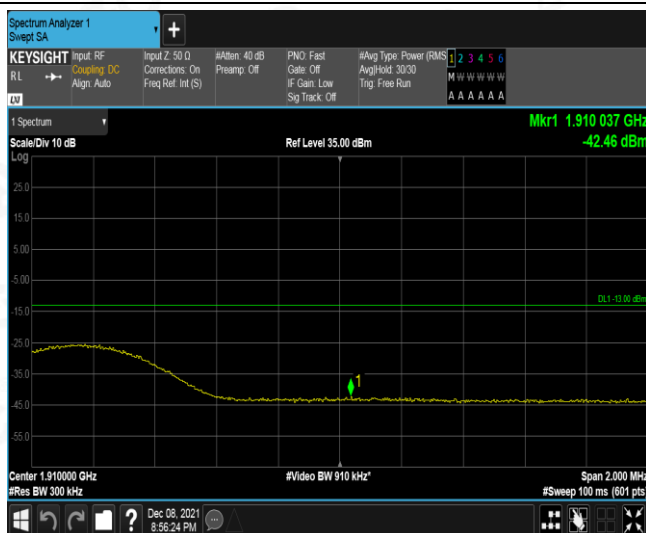 Spectrum Analyzer 1
Swept SA
+
KEYSIGHT
RL
LXI
Input: RF
Coupling: DC
Align: Auto
Input Z: 50 Ω
Corrections: On
Freq Ref: Int (S)
#Atten: 40 dB
Preamp: Off
PNO: Fast
Gate: Off
IF Gain: Low
Sig Track: Off
#Avg Type: Power (RMS
Avg|Hold: 30/30
Trig: Free Run
1 2 3 4 5 6
M W W W W W
A A A A A A
1 Spectrum
Scale/Div 10 dB
Ref Level 35.00 dBm
Mkr1 1.910 037 GHz
-42.46 dBm
Log
25.0
15.0
5.00
-5.00
DL1 -13.00 dBm
-15.0
-25.0
-35.0
1
-45.0
-55.0
Center 1.910000 GHz
#Res BW 300 kHz
#Video BW 910 kHz*
Span 2.000 MHz
#Sweep 100 ms (601 pts)
?
Dec 08, 2021
8:56:24 PM